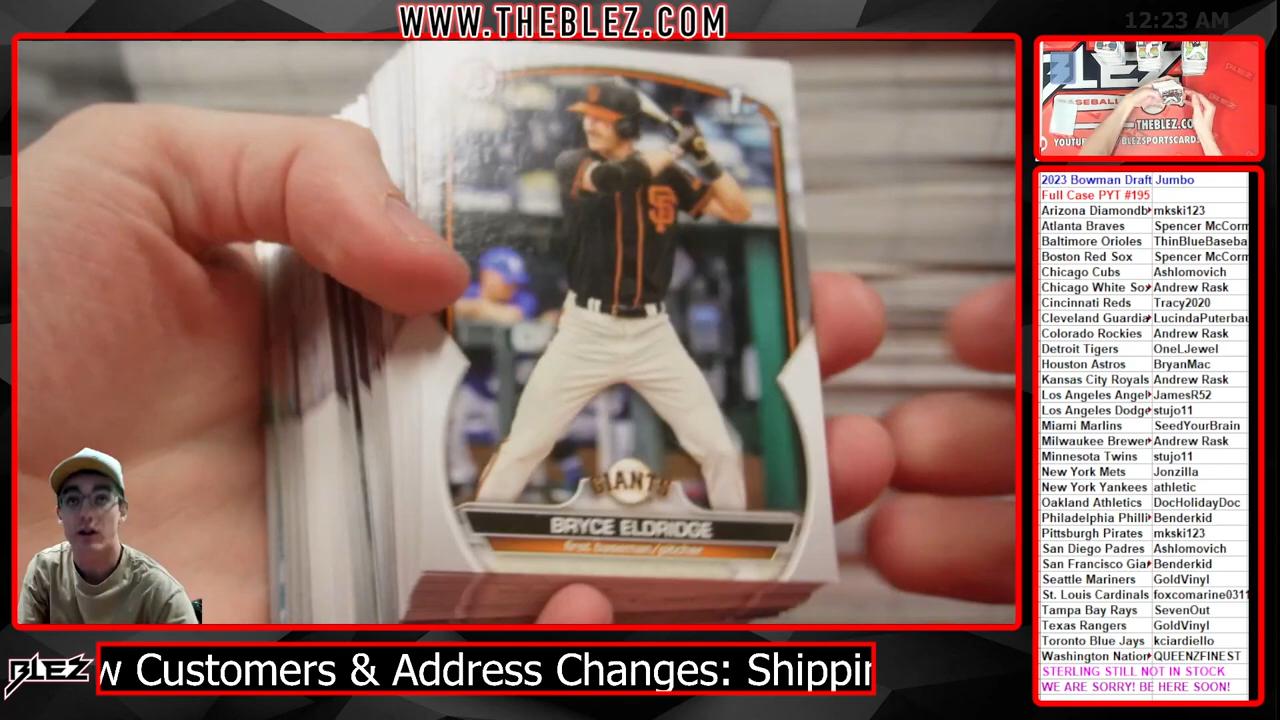 WWW.THEBLEZ.COM
12:23 AM
SF
GIANTS
BRYCE ELDRIDGE
first baseman/pitcher
BLEZ
BASEBALL
THEBLEZ.CO
YOUTU BLEZSPORTSCARDS
2023 Bowman Draft Jumbo
Full Case PYT #195
Arizona Diamondb mkski123
Atlanta Braves Spencer McCorm
Baltimore Orioles ThinBlueBaseba
Boston Red Sox Spencer McCorm
Chicago Cubs Ashlomovich
Chicago White Sox Andrew Rask
Cincinnati Reds Tracy2020
Cleveland Guardia LucindaPuterbau
Colorado Rockies Andrew Rask
Detroit Tigers OneLJewel
Houston Astros BryanMac
Kansas City Royals Andrew Rask
Los Angeles Angel JamesR52
Los Angeles Dodge stujo11
Miami Marlins SeedYourBrain
Milwaukee Brewer Andrew Rask
Minnesota Twins stujo11
New York Mets Jonzilla
New York Yankees athletic
Oakland Athletics DocHolidayDoc
Philadelphia Philli Benderkid
Pittsburgh Pirates mkski123
San Diego Padres Ashlomovich
San Francisco Gia Benderkid
Seattle Mariners GoldVinyl
St. Louis Cardinals foxcomarine0311
Tampa Bay Rays SevenOut
Texas Rangers GoldVinyl
Toronto Blue Jays kciardiello
Washington Nation QUEENZFINEST
STERLING STILL NOT IN STOCK
WE ARE SORRY! BE HERE SOON!
BLEZ
w Customers & Address Changes: Shippin